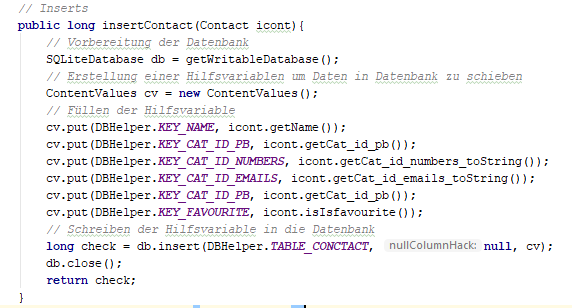 // Inserts
public long insertContact(Contact icont){
// Vorbereitung der Datenbank
SQLiteDatabase db = getWritableDatabase();
// Erstellung einer Hilfsvariablen um Daten in Datenbank zu schieben
ContentValues cv = new ContentValues();
// Füllen der Hilfsvariable
cv.put(DBHelper.KEY_NAME, icont.getName());
cv.put(DBHelper.KEY_CAT_ID_PB, icont.getCat_id_pb());
cv.put(DBHelper.KEY_CAT_ID_NUMBERS, icont.getCat_id_numbers_toString());
cv.put(DBHelper.KEY_CAT_ID_EMAILS, icont.getCat_id_emails_toString());
cv.put(DBHelper.KEY_CAT_ID_PB, icont.getCat_id_pb());
cv.put(DBHelper.KEY_FAVOURITE, icont.isIsfavourite());
// Schreiben der Hilfsvariable in die Datenbank
long check = db.insert(DBHelper.TABLE_CONCTACT, nullColumnHack: null, cv);
db.close();
return check;
}